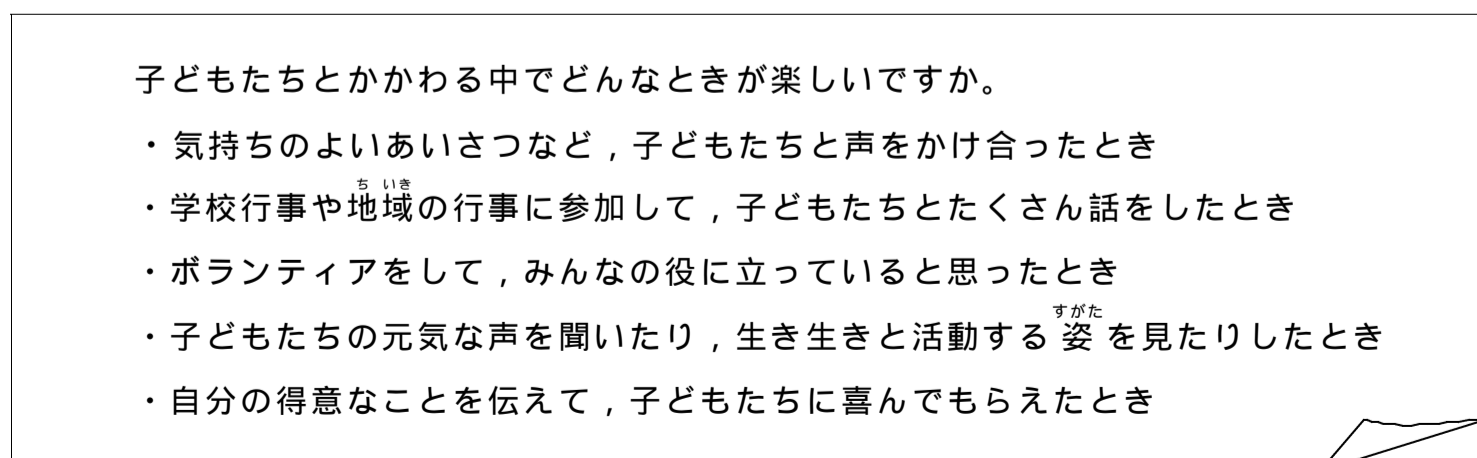 子どもたちとかかわる中でどんなときが楽しいですか。
・気持ちのよいあいさつなど，子どもたちと声をかけ合ったとき
・学校行事や地域の行事に参加して，子どもたちとたくさん話をしたとき
・ボランティアをして，みんなの役に立っていると思ったとき
・子どもたちの元気な声を聞いたり，生き生きと活動する姿を見たりしたとき
・自分の得意なことを伝えて，子どもたちに喜んでもらえたとき